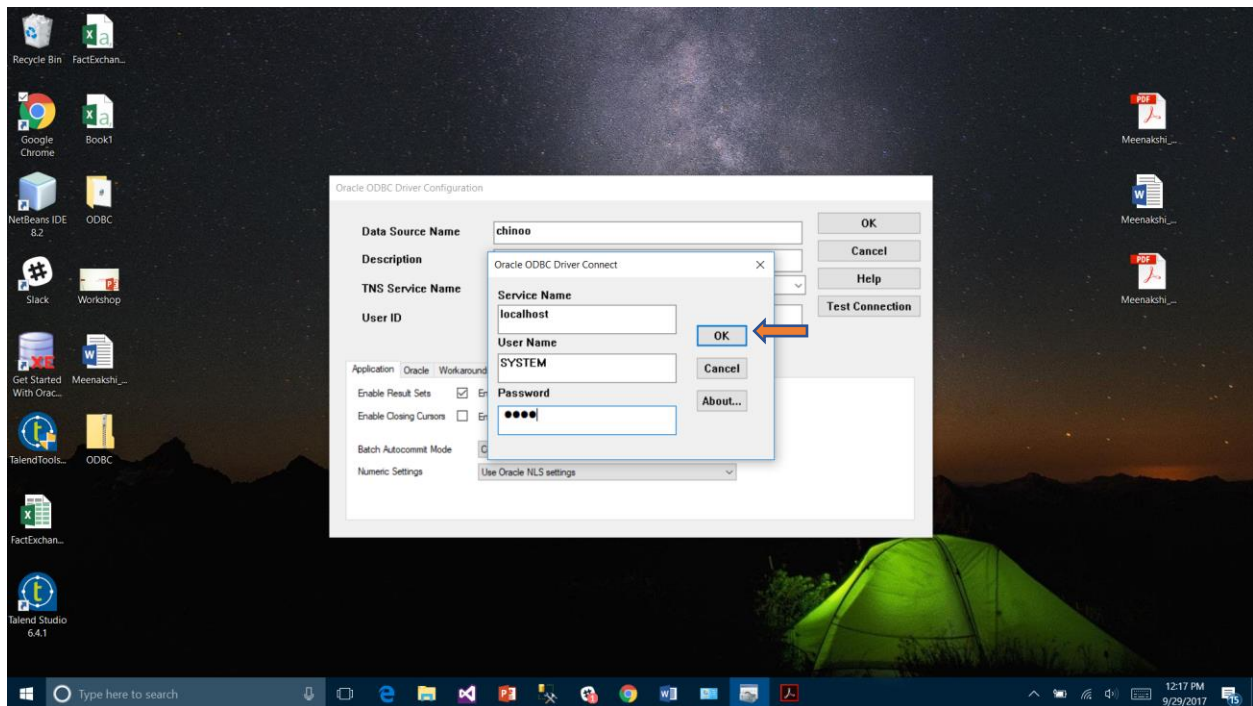 Recycle Bin
FactExchan...
Google Chrome
Book1
NetBeans IDE 8.2
ODBC
Slack
Workshop
Get Started With Orac...
Meenakshi_...
TalendTools...
ODBC
FactExchan...
Talend Studio 6.4.1
PDF
Meenakshi_...
Meenakshi_...
PDF
Meenakshi_...
Oracle ODBC Driver Configuration
Data Source Name
chinoo
Description
TNS Service Name
User ID
OK
Cancel
Help
Test Connection
Application
Oracle
Workaround
Enable Result Sets
Enable Closing Cursors
Batch Autocommit Mode
Numeric Settings
Use Oracle NLS settings
Oracle ODBC Driver Connect
Service Name
localhost
User Name
SYSTEM
Password
●●●●
OK
Cancel
About...
Type here to search
12:17 PM
9/29/2017
15